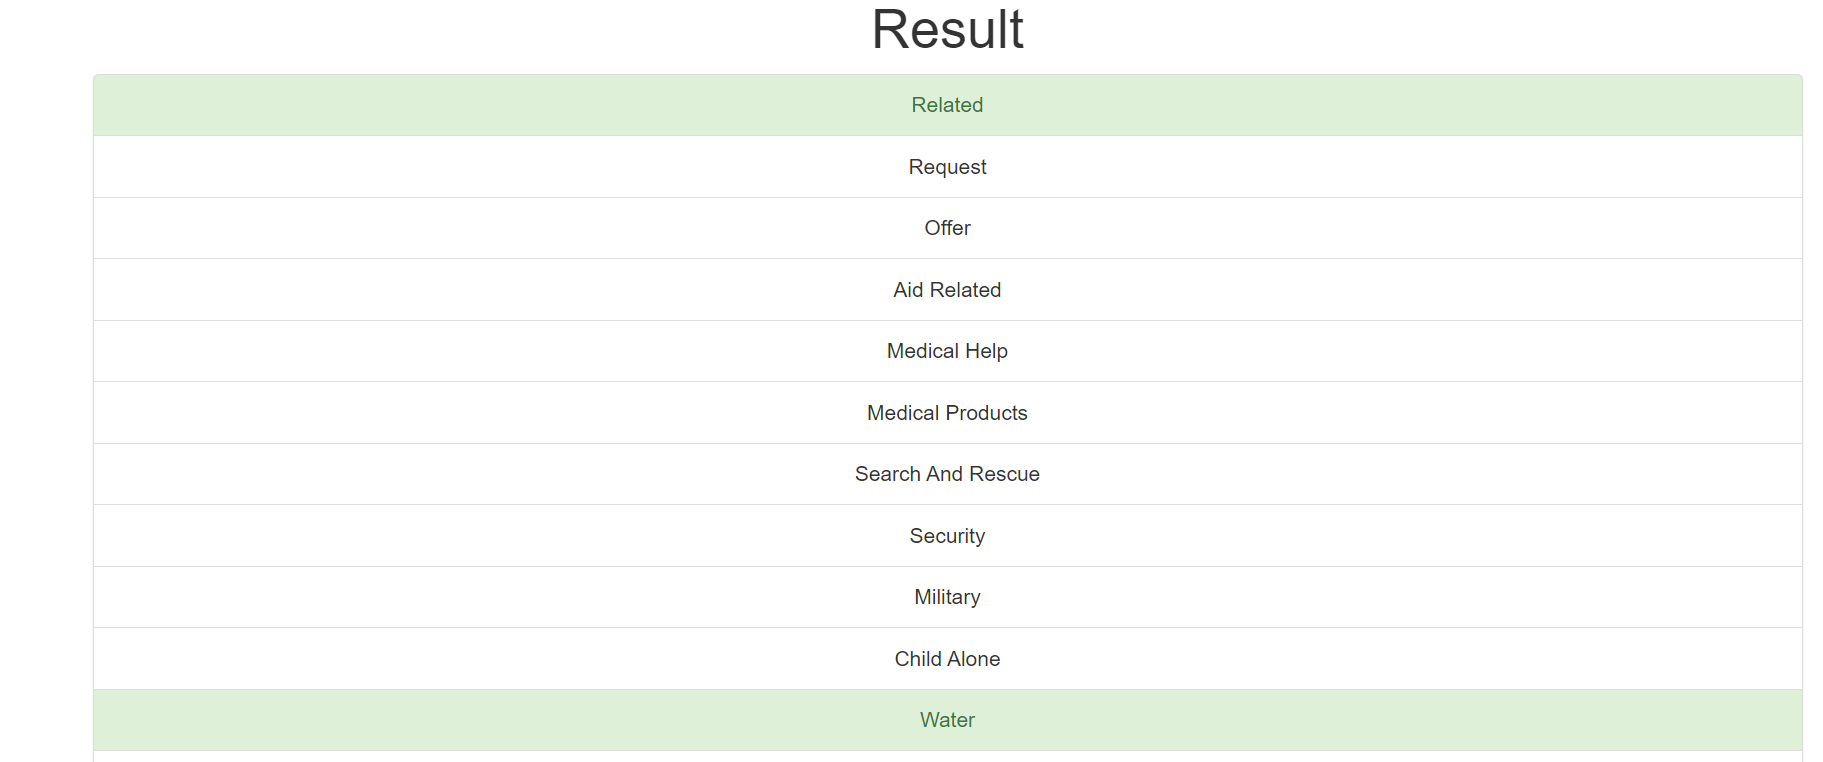 Result
Related
Request
Offer
Aid Related
Medical Help
Medical Products
Search And Rescue
Security
Military
Child Alone
Water